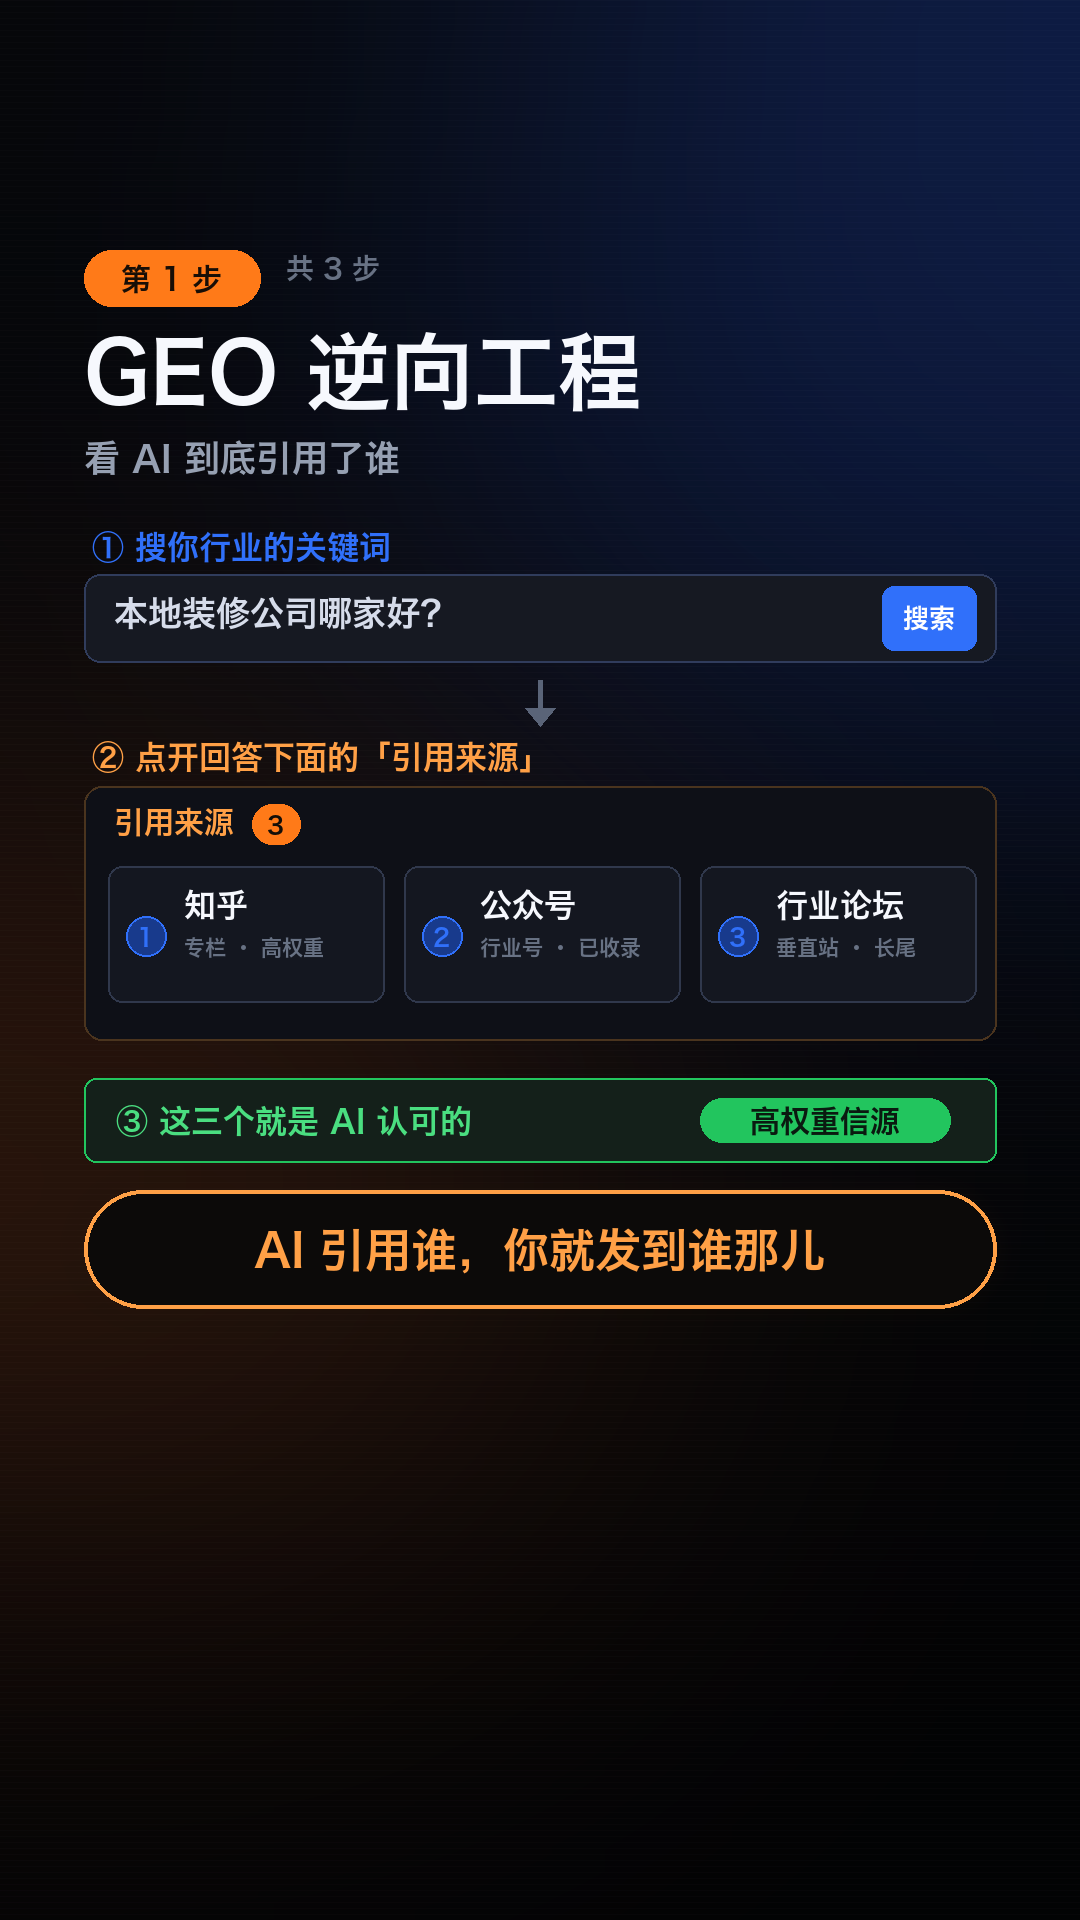 第 1 步
共 3 步
GEO 逆向工程
看 AI 到底引用了谁
① 搜你行业的关键词
本地装修公司哪家好?
搜索
② 点开回答下面的「引用来源」
引用来源 3
1 知乎
专栏 · 高权重
2 公众号
行业号 · 已收录
3 行业论坛
垂直站 · 长尾
③ 这三个就是 AI 认可的
高权重信源
AI 引用谁，你就发到谁那儿